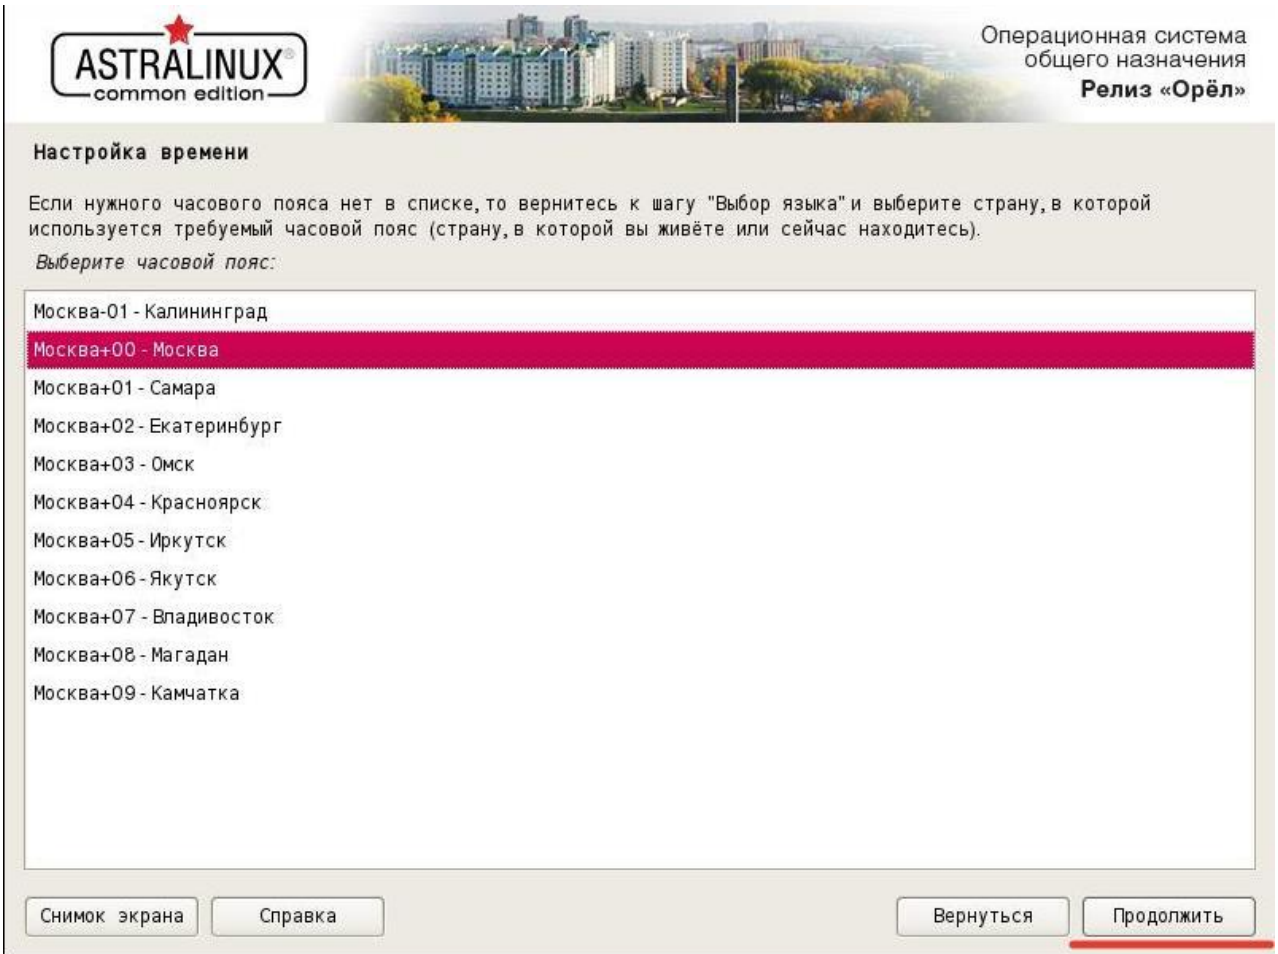 ASTRALINUX®
common edition
Операционная система
общего назначения
Релиз «Орёл»
Настройка времени
Если нужного часового пояса нет в списке, то вернитесь к шагу "Выбор языка" и выберите страну, в которой
используется требуемый часовой пояс (страну, в которой вы живёте или сейчас находитесь).
Выберите часовой пояс:
Москва-01 - Калининград
Москва+00 - Москва
Москва+01 - Самара
Москва+02 - Екатеринбург
Москва+03 - Омск
Москва+04 - Красноярск
Москва+05 - Иркутск
Москва+06 - Якутск
Москва+07 - Владивосток
Москва+08 - Магадан
Москва+09 - Камчатка
Снимок экрана
Справка
Вернуться
Продолжить